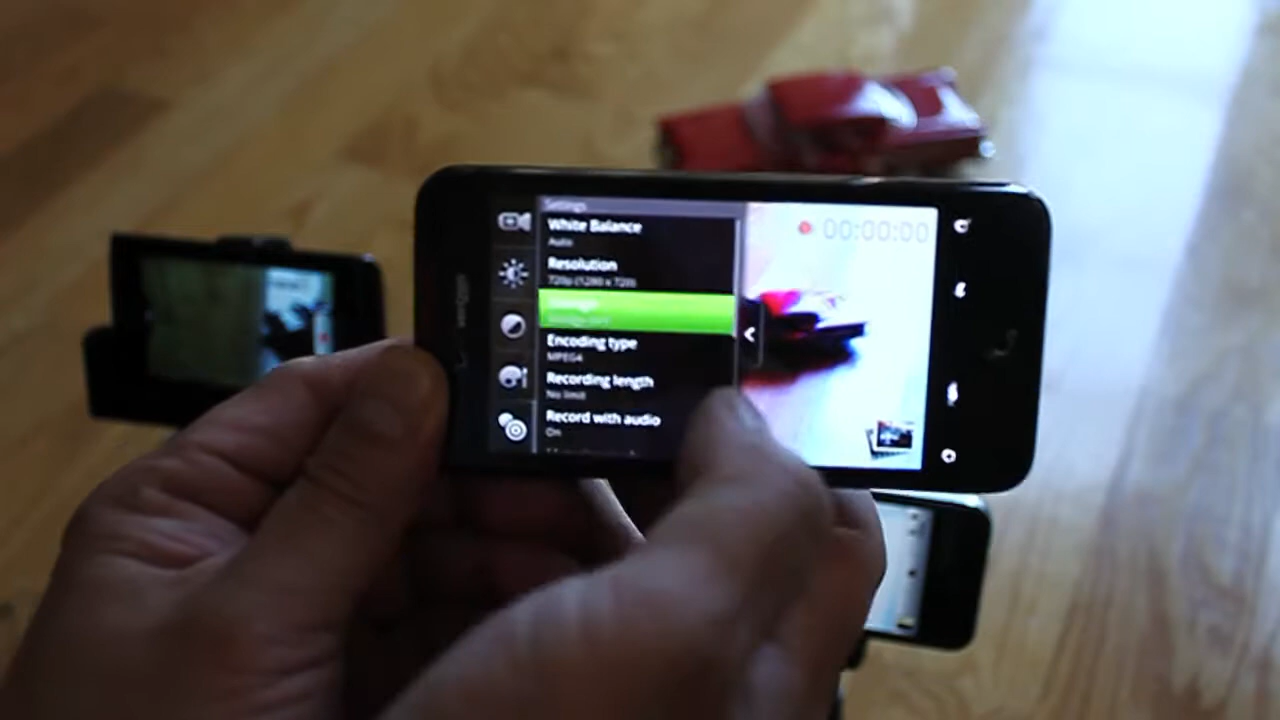 Settings
White Balance
Auto
Resolution
720p (1280 x 720)
Encoding type
MPEG4
Recording length
No limit
Record with audio
On
00:00:00